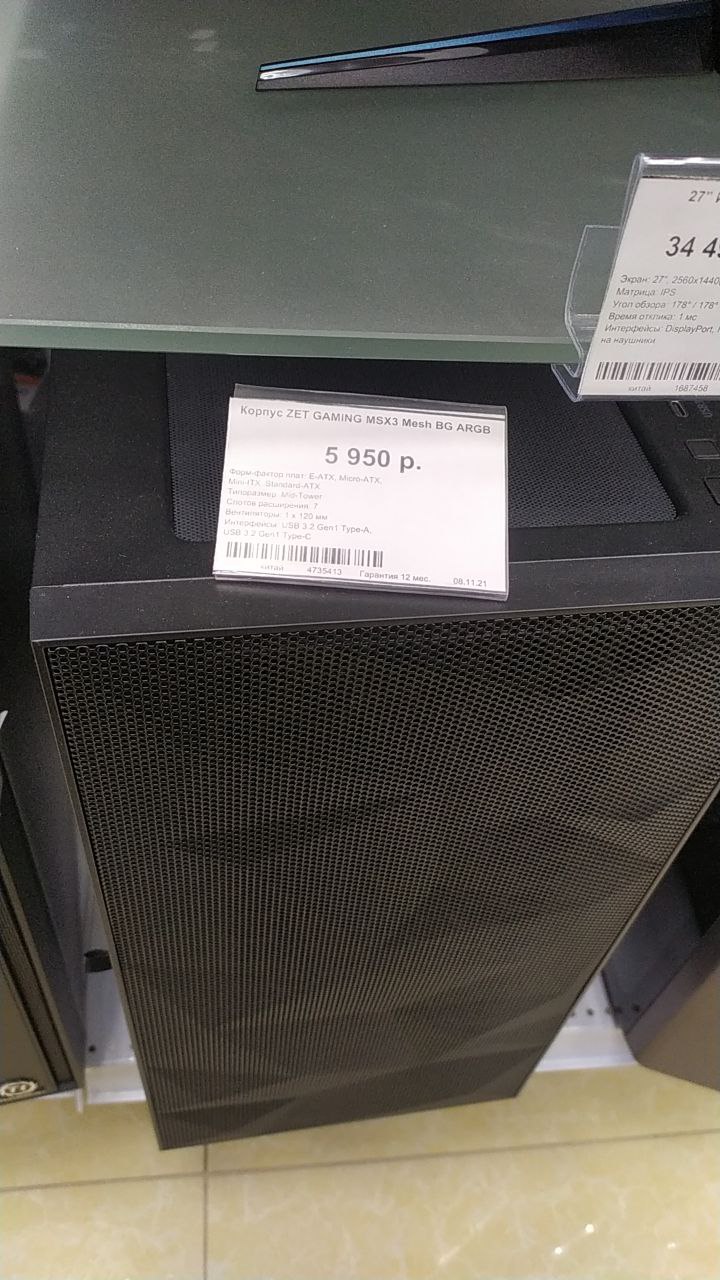 27"
34 4
Экран: 27", 2560x1440
Матрица: IPS
Угол обзора: 178° / 178°
Время отклика: 1 мс
Интерфейсы: DisplayPort,
на наушники
китай 1687458
Корпус ZET GAMING MSX3 Mesh BG ARGB
5 950 р.
Форм-фактор плат: E-ATX, Micro-ATX,
Mini-ITX, Standard-ATX
Типоразмер: Mid-Tower
Слотов расширения: 7
Вентиляторы: 1 x 120 мм
Интерфейсы: USB 3.2 Gen1 Type-A,
USB 3.2 Gen1 Type-C
китай 4735413 Гарантия 12 мес. 08.11.21